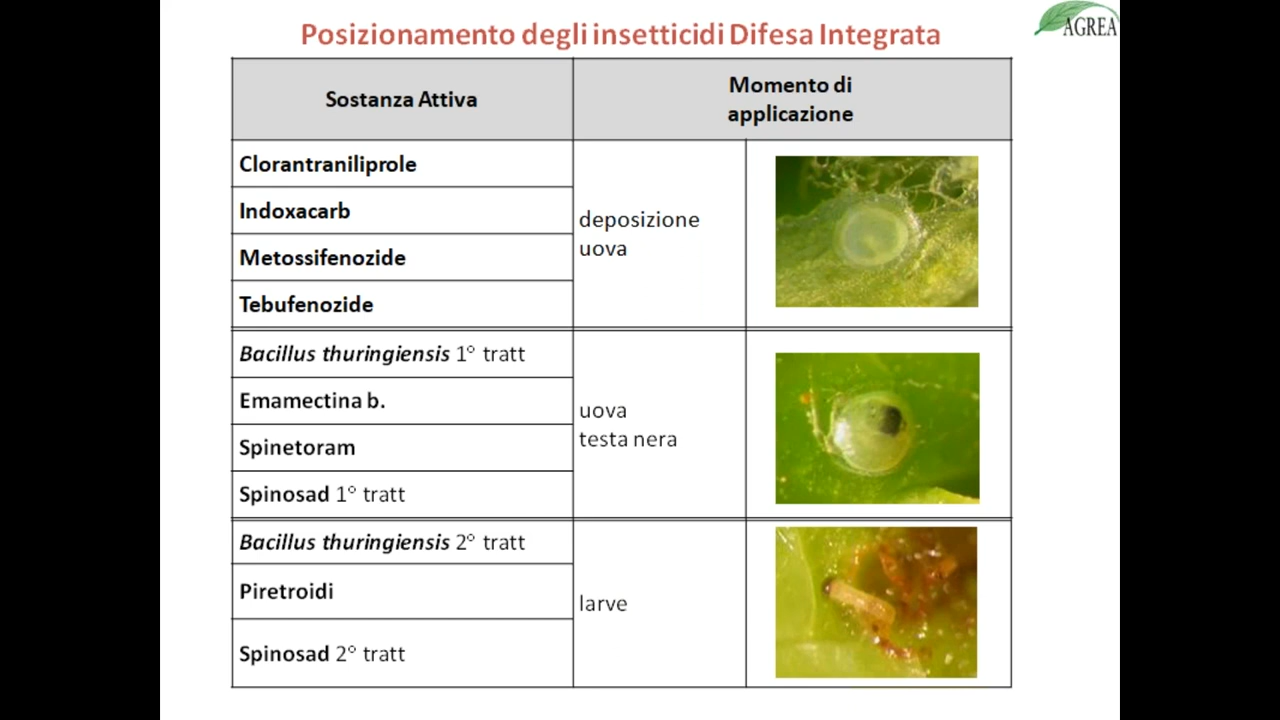 Posizionamento degli insetticidi Difesa Integrata
AGREA
Sostanza Attiva
Momento di
applicazione
Clorantraniliprole
Indoxacarb
Metossifenozide
Tebufenozide
deposizione
uova
Bacillus thuringiensis 1° tratt
Emamectina b.
Spinetoram
Spinosad 1° tratt
uova
testa nera
Bacillus thuringiensis 2° tratt
Piretroidi
Spinosad 2° tratt
larve